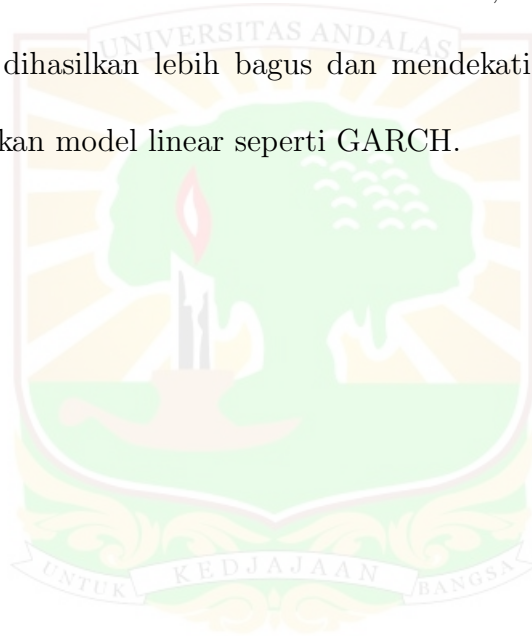 UNIVERSITAS ANDALAS
dihasilkan lebih bagus dan mendekati
kan model linear seperti GARCH.
UNTUK KEDJAJAAN BANGSA